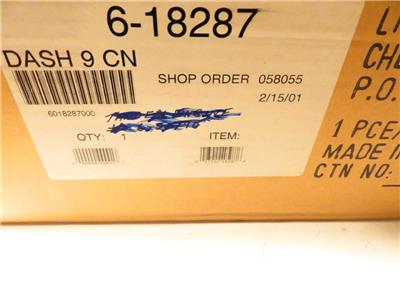 6-18287
DASH 9 CN
SHOP ORDER 058055
2/15/01
6018287000
QTY: 1 ITEM:
LI
CHE
P.O.
1 PCE/
MADE I
CTN NO: